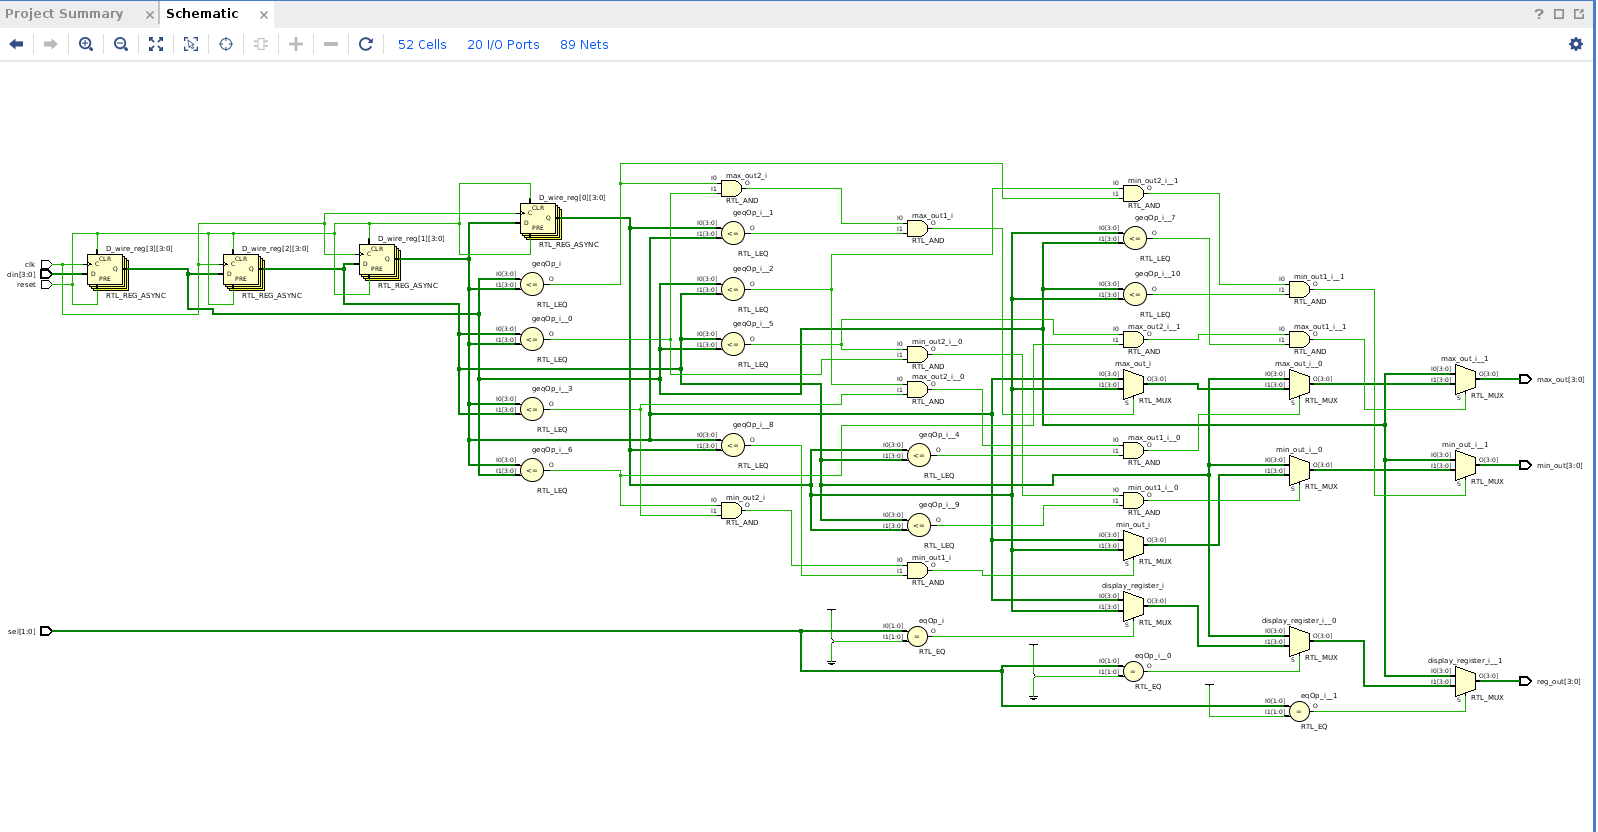 Project Summary
Schematic
52 Cells
20 I/O Ports
89 Nets
clk
din[3:0]
reset
D_wire_reg[3][3:0]
CLR
C
D
Q
PRE
RTL_REG_ASYNC
D_wire_reg[2][3:0]
CLR
C
D
Q
PRE
RTL_REG_ASYNC
D_wire_reg[1][3:0]
CLR
C
D
Q
PRE
RTL_REG_ASYNC
D_wire_reg[0][3:0]
CLR
C
D
Q
PRE
RTL_REG_ASYNC
geqOp_i
I0[3:0]
I1[3:0]
<=
O
RTL_LEQ
geqOp_i__0
I0[3:0]
I1[3:0]
<=
O
RTL_LEQ
geqOp_i__3
I0[3:0]
I1[3:0]
<=
O
RTL_LEQ
geqOp_i__6
I0[3:0]
I1[3:0]
<=
O
RTL_LEQ
max_out2_i
I0
I1
O
RTL_AND
geqOp_i__1
I0[3:0]
I1[3:0]
<=
O
RTL_LEQ
geqOp_i__2
I0[3:0]
I1[3:0]
<=
O
RTL_LEQ
geqOp_i__5
I0[3:0]
I1[3:0]
<=
O
RTL_LEQ
geqOp_i__8
I0[3:0]
I1[3:0]
<=
O
RTL_LEQ
min_out2_i
I0
I1
O
RTL_AND
max_out1_i
I0
I1
O
RTL_AND
min_out2_i__0
I0
I1
O
RTL_AND
max_out2_i__0
I0
I1
O
RTL_AND
geqOp_i__4
I0[3:0]
I1[3:0]
<=
O
RTL_LEQ
geqOp_i__9
I0[3:0]
I1[3:0]
<=
O
RTL_LEQ
min_out1_i
I0
I1
O
RTL_AND
eqOp_i
I0[1:0]
I1[1:0]
=
O
RTL_EQ
min_out2_i__1
I0
I1
O
RTL_AND
geqOp_i__7
I0[3:0]
I1[3:0]
<=
O
RTL_LEQ
geqOp_i__10
I0[3:0]
I1[3:0]
<=
O
RTL_LEQ
max_out2_i__1
I0
I1
O
RTL_AND
max_out_i
I0[3:0]
I1[3:0]
O[3:0]
S
RTL_MUX
max_out1_i__0
I0
I1
O
RTL_AND
min_out1_i__0
I0
I1
O
RTL_AND
min_out_i
I0[3:0]
I1[3:0]
O[3:0]
S
RTL_MUX
display_register_i
I0[3:0]
I1[3:0]
O[3:0]
S
RTL_MUX
eqOp_i__0
I0[1:0]
I1[1:0]
=
O
RTL_EQ
min_out1_i__1
I0
I1
O
RTL_AND
max_out1_i__1
I0
I1
O
RTL_AND
max_out_i__0
I0[3:0]
I1[3:0]
O[3:0]
S
RTL_MUX
min_out_i__0
I0[3:0]
I1[3:0]
O[3:0]
S
RTL_MUX
display_register_i__0
I0[3:0]
I1[3:0]
O[3:0]
S
RTL_MUX
eqOp_i__1
I0[1:0]
I1[1:0]
=
O
RTL_EQ
max_out_i__1
I0[3:0]
I1[3:0]
O[3:0]
S
RTL_MUX
min_out_i__1
I0[3:0]
I1[3:0]
O[3:0]
S
RTL_MUX
display_register_i__1
I0[3:0]
I1[3:0]
O[3:0]
S
RTL_MUX
max_out[3:0]
min_out[3:0]
reg_out[3:0]
sel[1:0]